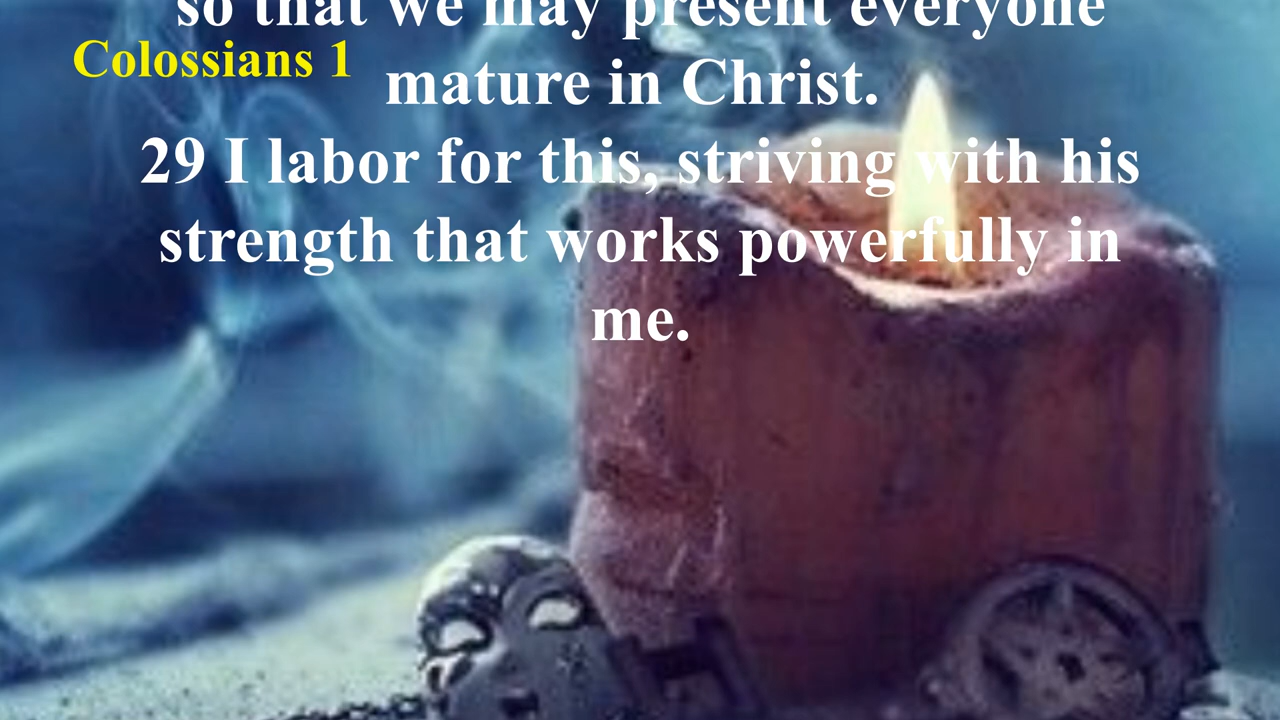 so that we may present everyone
Colossians 1
mature in Christ.
29 I labor for this, striving with his
strength that works powerfully in
me.